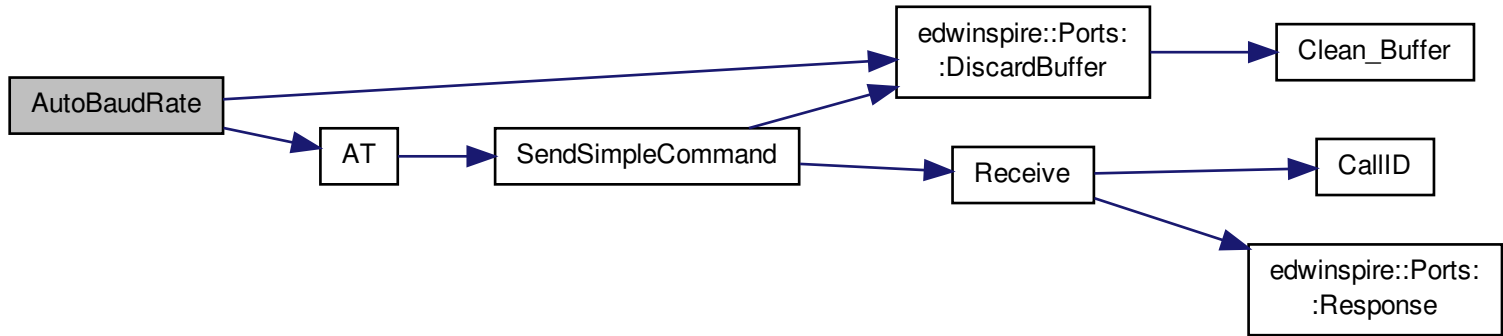 AutoBaudRate
AT
SendSimpleCommand
edwinspire::Ports:
:DiscardBuffer
Clean_Buffer
Receive
CallID
edwinspire::Ports:
:Response